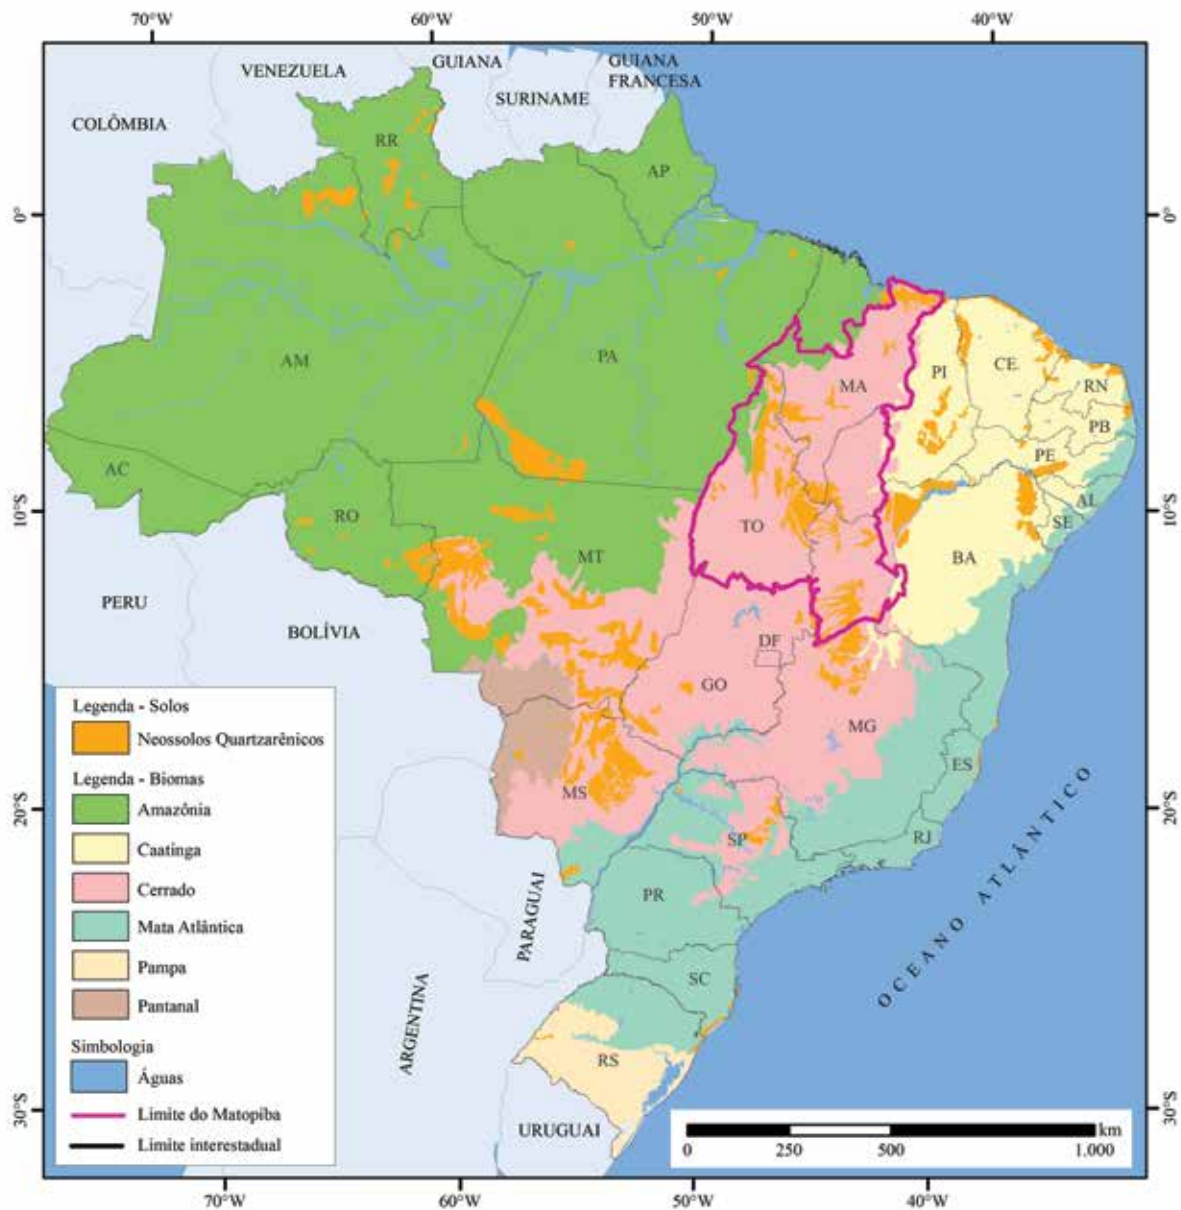 70°W 60°W 50°W 40°W
VENEZUELA
GUIANA
GUIANA
FRANCESA
SURINAME
COLÔMBIA
RR
AP
0°
0°
AM
PA
MA
PI
CE
RN
PB
PE
AC
AL
SE
10°S
10°S
RO
TO
BA
MT
PERU
BOLÍVIA
DF
GO
MG
ES
MS
20°S
20°S
SP
RJ
PR
PARAGUAI
SC
ARGENTINA
RS
URUGUAI
30°S
30°S
OCEANO ATLÂNTICO
Legenda - Solos
Neossolos Quartzarênicos
Legenda - Biomas
Amazônia
Caatinga
Cerrado
Mata Atlântica
Pampa
Pantanal
Simbologia
Águas
Limite do Matopiba
Limite interestadual
km
0 250 500 1.000
70°W 60°W 50°W 40°W